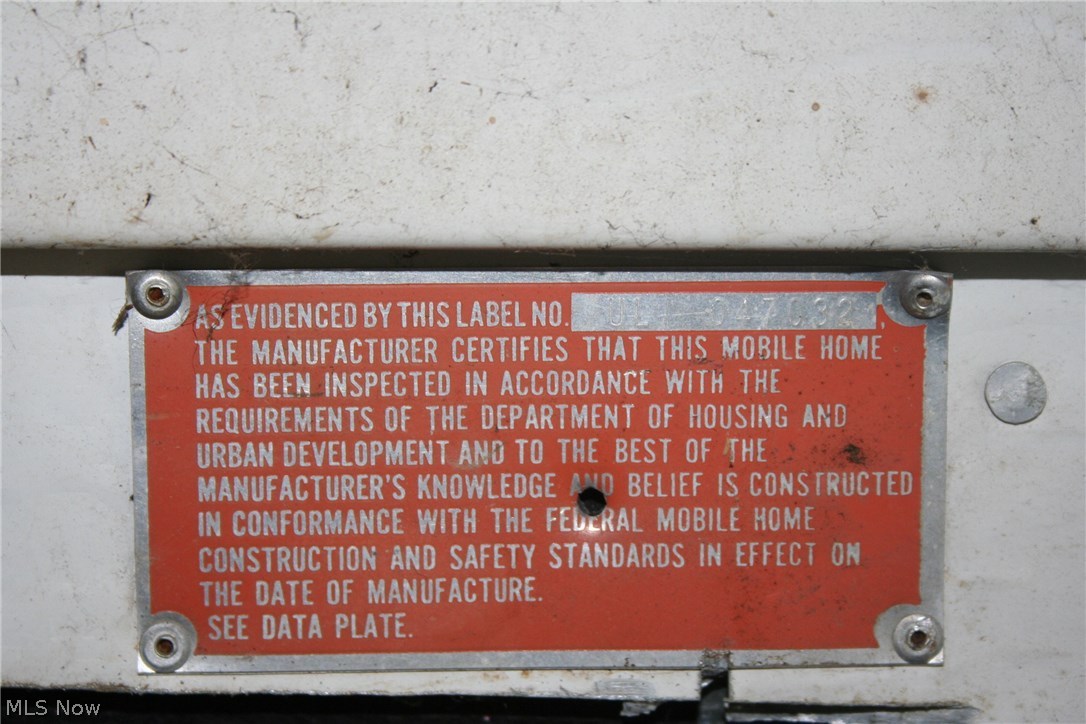 AS EVIDENCED BY THIS LABEL NO. 047032,
THE MANUFACTURER CERTIFIES THAT THIS MOBILE HOME
HAS BEEN INSPECTED IN ACCORDANCE WITH THE
REQUIREMENTS OF THE DEPARTMENT OF HOUSING AND
URBAN DEVELOPMENT AND TO THE BEST OF THE
MANUFACTURER'S KNOWLEDGE AND BELIEF IS CONSTRUCTED
IN CONFORMANCE WITH THE FEDERAL MOBILE HOME
CONSTRUCTION AND SAFETY STANDARDS IN EFFECT ON
THE DATE OF MANUFACTURE.
SEE DATA PLATE.
MLS Now